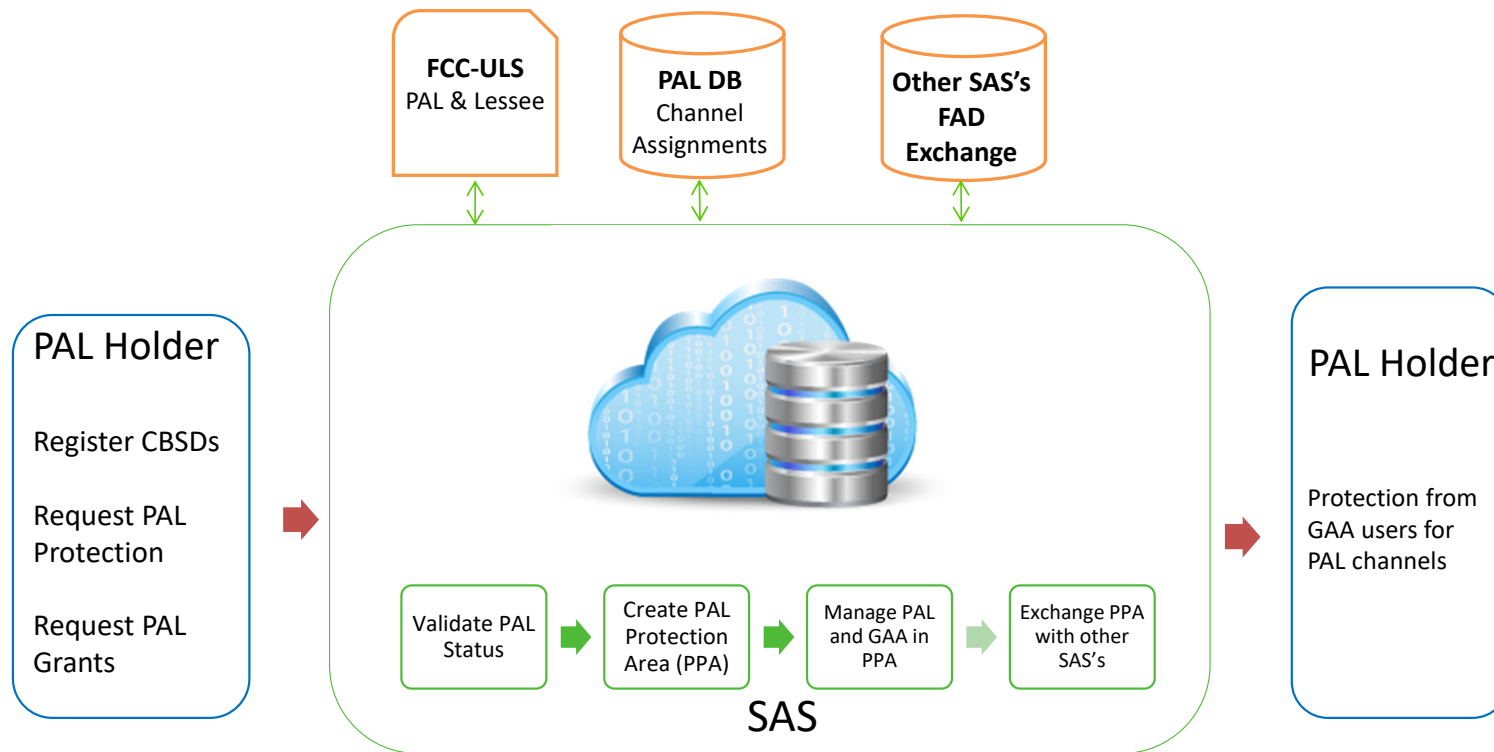 FCC-ULS
PAL & Lessee
PAL DB
Channel
Assignments
Other SAS's
FAD
Exchange
PAL Holder
Register CBSDs
Request PAL
Protection
Request PAL
Grants
Validate PAL
Status
Create PAL
Protection
Area (PPA)
Manage PAL
and GAA in
PPA
Exchange PPA
with other
SAS's
SAS
PAL Holder
Protection from
GAA users for
PAL channels